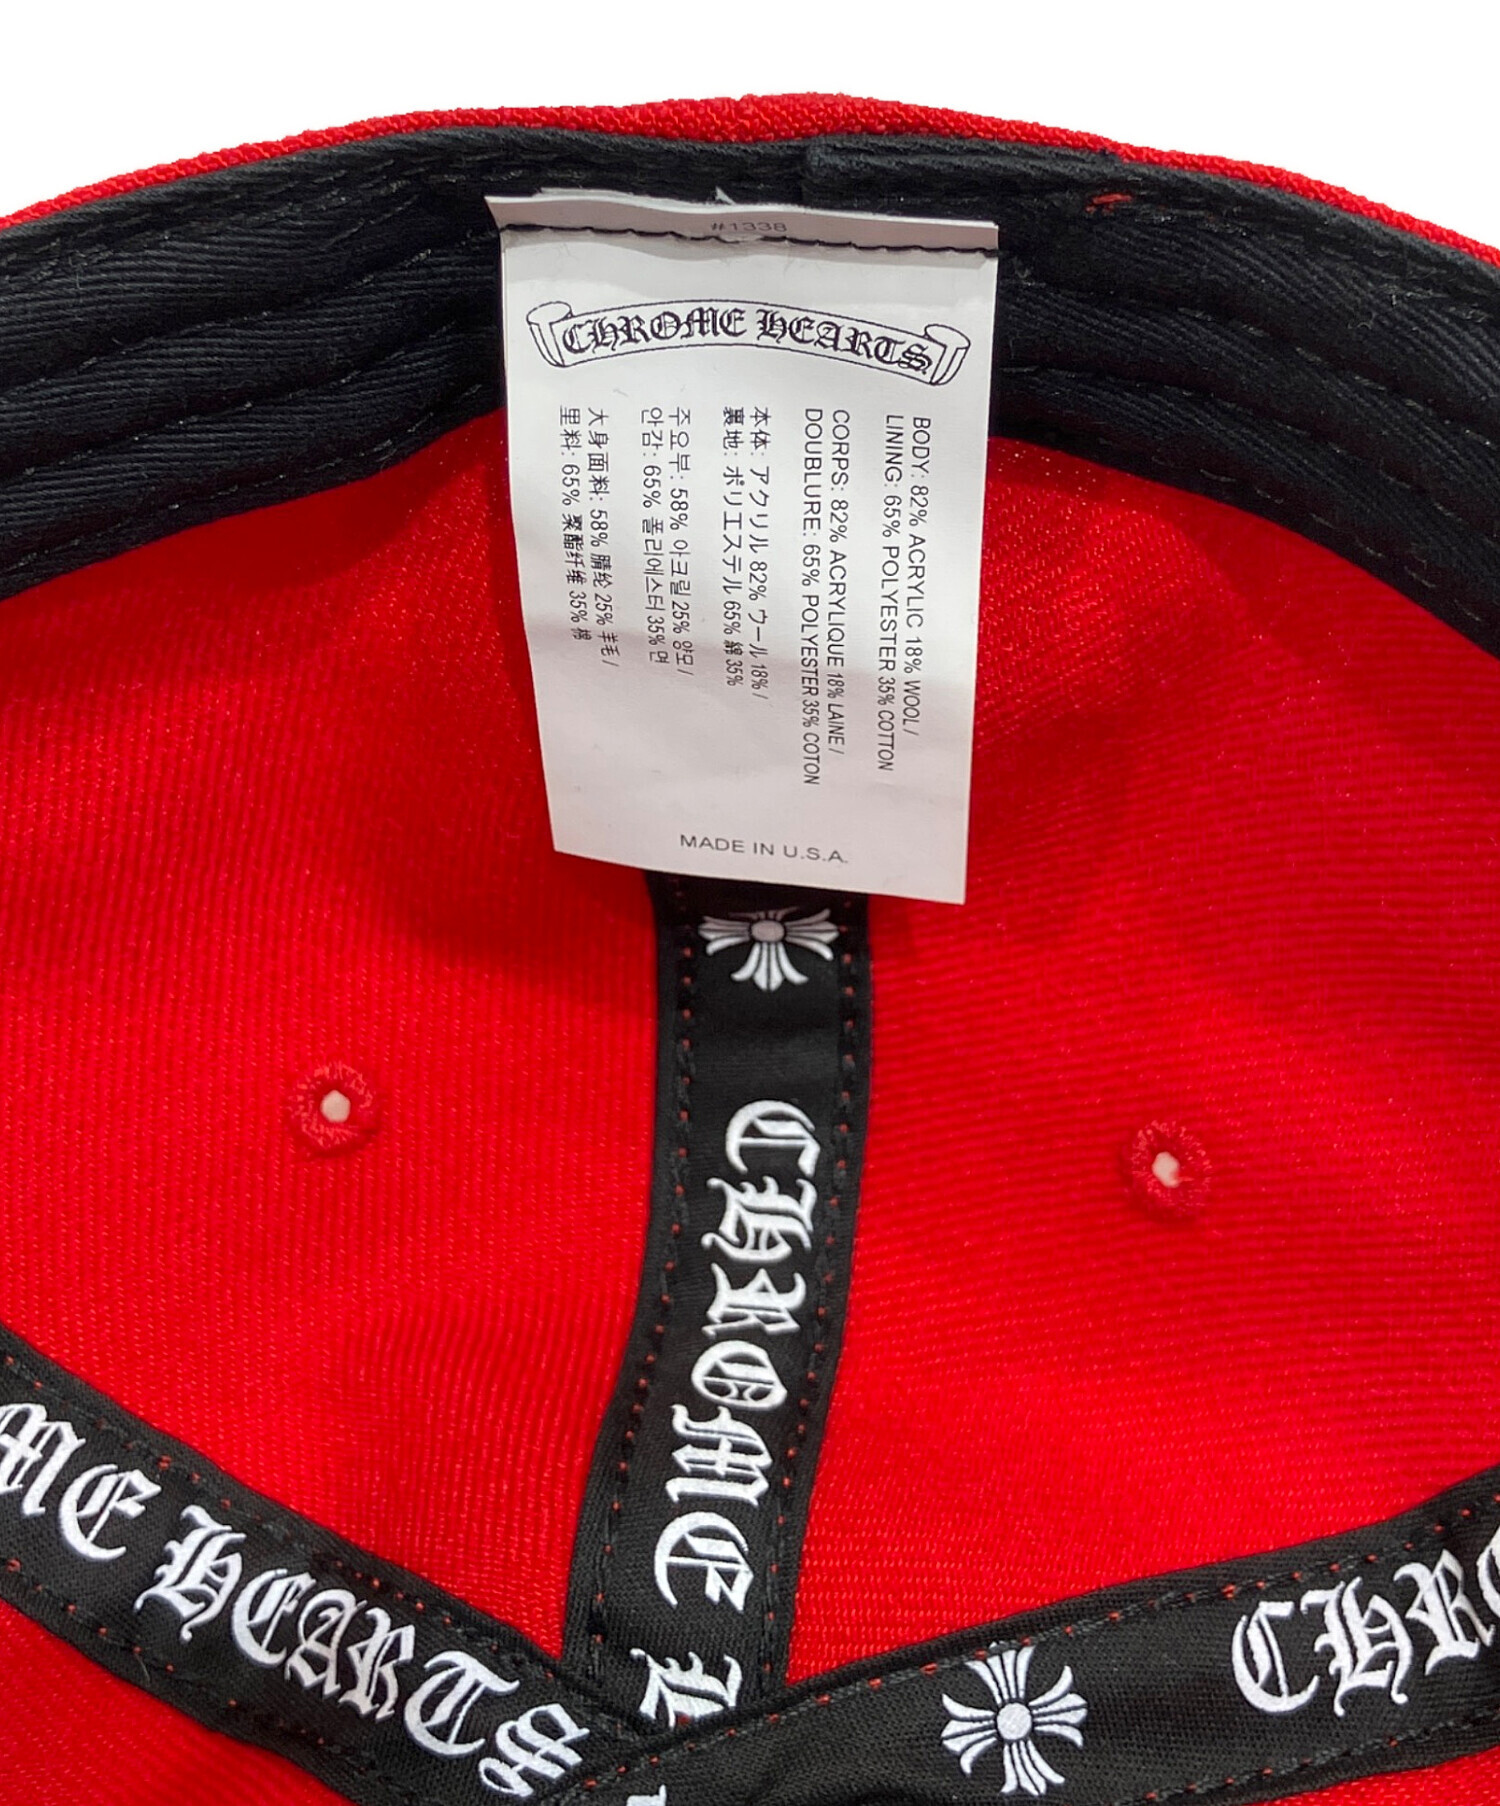 #1338
CHROME HEARTS
BODY: 82% ACRYLIC 18% WOOL /
LINING: 65% POLYESTER 35% COTTON
CORPS: 82% ACRYLIQUE 18% LAINE /
DOUBLURE: 65% POLYESTER 35% COTON
本体: アクリル 82% ウール 18% /
裏地: ポリエステル 65% 綿 35%
주요부: 58% 아크릴 25% 양모 /
안감: 65% 폴리에스터 35% 면
大身面料: 58% 腈纶 25% 羊毛 /
里料: 65% 聚酯纤维 35% 棉
MADE IN U.S.A.
CHROME H
ME HEARTS
CHRO